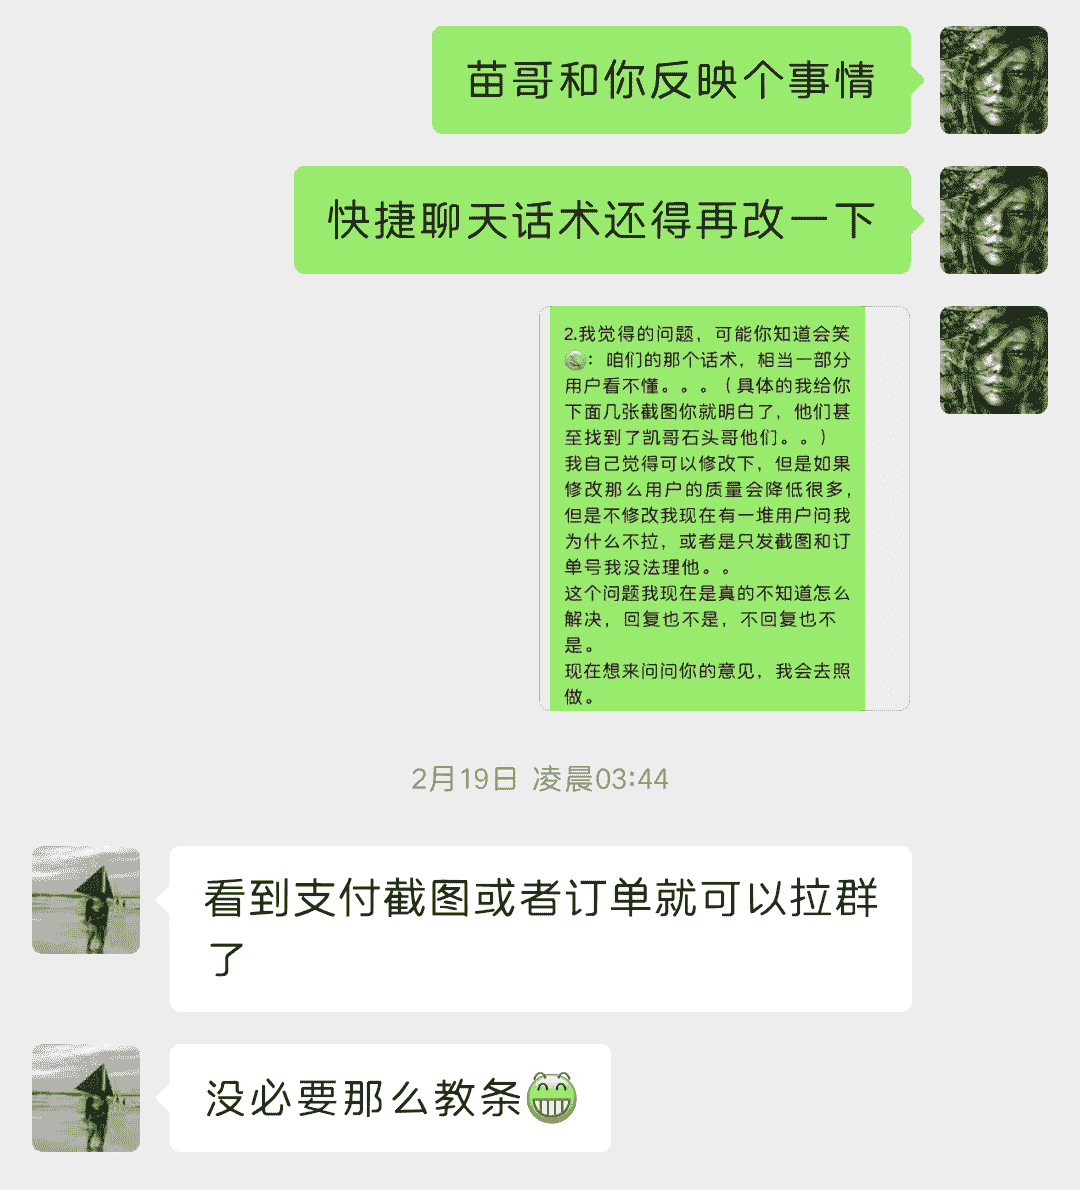 苗哥和你反映个事情
快捷聊天话术还得再改一下
2.我觉得的问题，可能你知道会笑
：咱们的那个话术，相当一部分
用户看不懂。。。（具体的我给你
下面几张截图你就明白了，他们甚
至找到了凯哥石头哥他们。。）
我自己觉得可以修改下，但是如果
修改那么用户的质量会降低很多，
但是不修改我现在有一堆用户问我
为什么不拉，或者是只发截图和订
单号我没法理他。。
这个问题我现在是真的不知道怎么
解决，回复也不是，不回复也不
是。
现在想来问问你的意见，我会去照
做。
2月19日 凌晨03:44
看到支付截图或者订单就可以拉群
了
没必要那么教条